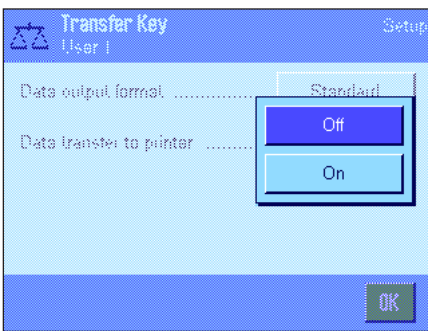 Transfer Key
Setup
User 1
Data output format ................ Standard
Data transfer to printer ........
Off
On
OK